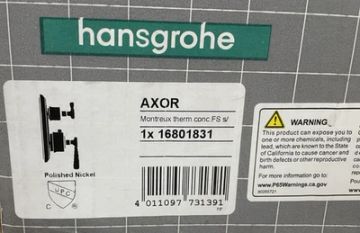 hansgrohe
AXOR
Montreux therm conc.FS s/
1x 16801831
Polished Nickel
UPC
C
4 011097 731391
WARNING
This product can expose you to
one or more chemicals, including
lead, which are known to the State
of California to cause cancer and
birth defects or other reproductive
harm.
For more information go to:
www.P65Warnings.ca.gov